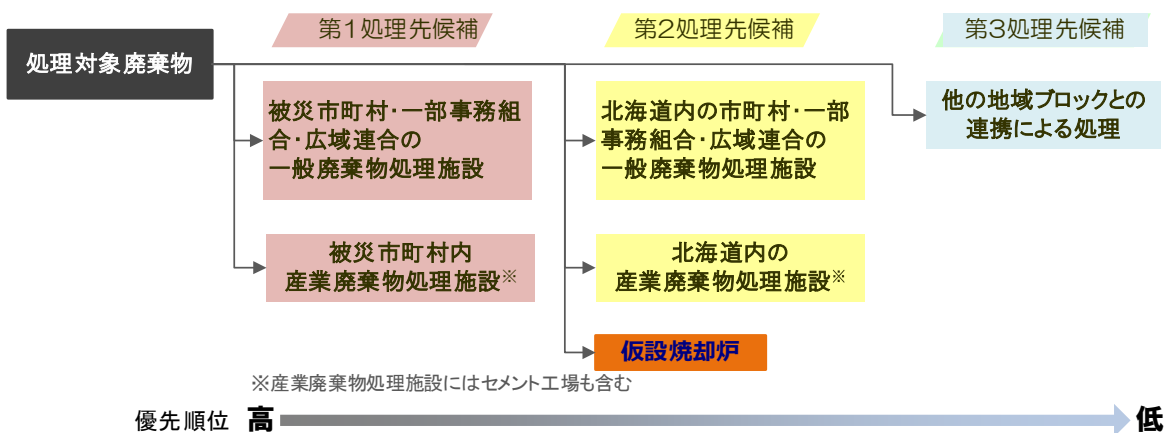 第1処理先候補
第2処理先候補
第3処理先候補
処理対象廃棄物
被災市町村・一部事務組
合・広域連合の
一般廃棄物処理施設
北海道内の市町村・一部
事務組合・広域連合の
一般廃棄物処理施設
他の地域ブロックとの
連携による処理
被災市町村内
産業廃棄物処理施設※
北海道内の
産業廃棄物処理施設※
仮設焼却炉
※産業廃棄物処理施設にはセメント工場も含む
優先順位 高 低